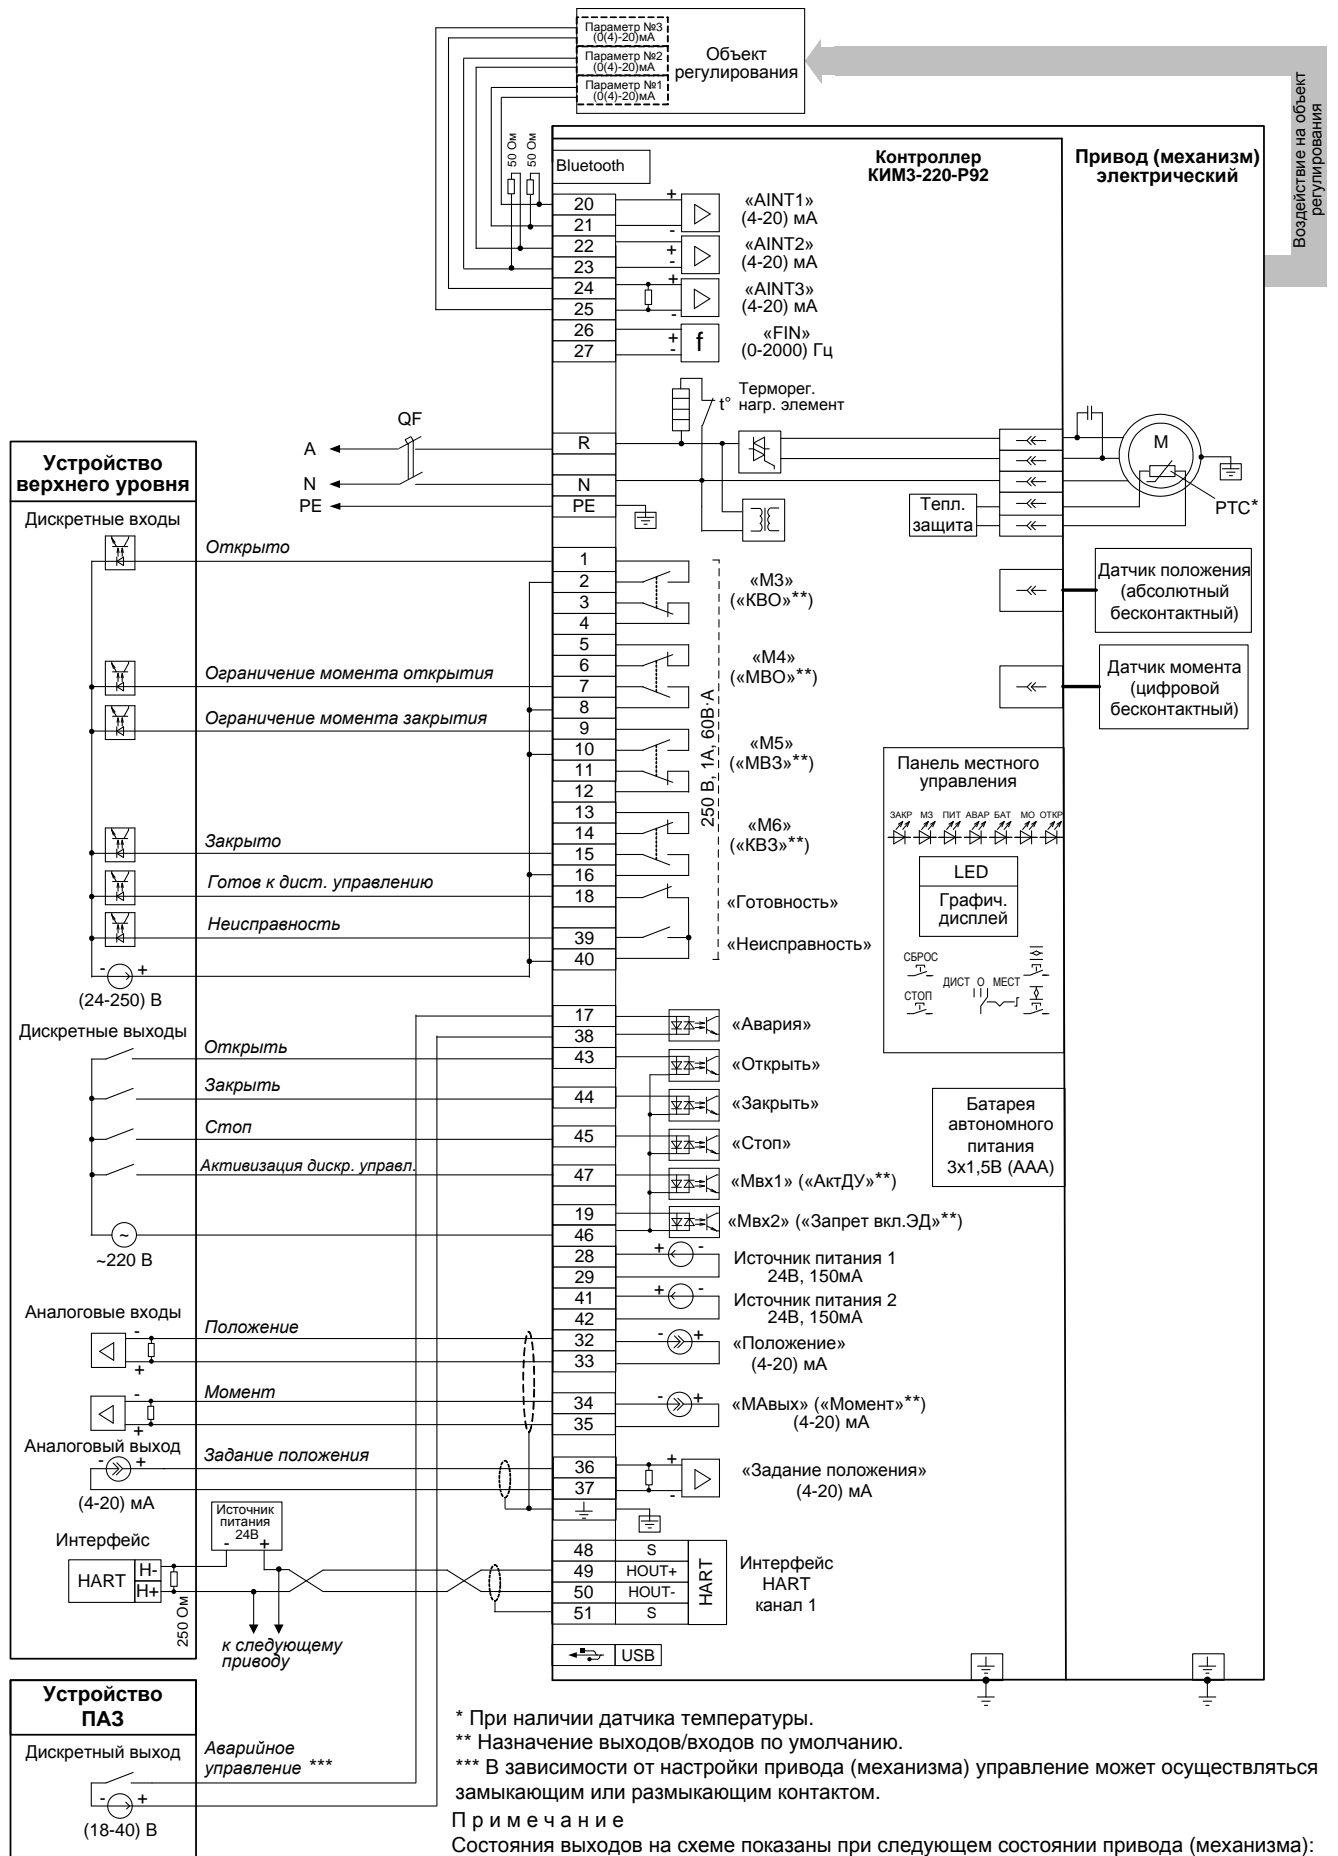 Параметр №3
(0(4)-20)мА
Параметр №2
(0(4)-20)мА
Параметр №1
(0(4)-20)мА
Объект
регулирования
Воздействие на объект
регулирования
50 Ом
50 Ом
Bluetooth
Контроллер
КИМ3-220-Р92
Привод (механизм)
электрический
20
21
22
23
24
25
26
27
+
-
«AINT1»
(4-20) мА
+
-
«AINT2»
(4-20) мА
+
-
«AINT3»
(4-20) мА
+
-
f
«FIN»
(0-2000) Гц
t°
Терморег.
нагр. элемент
QF
A
N
PE
R
N
PE
M
PTC*
Тепл.
защита
Датчик положения
(абсолютный
бесконтактный)
Датчик момента
(цифровой
бесконтактный)
Устройство
верхнего уровня
Дискретные входы
Открыто
Ограничение момента открытия
Ограничение момента закрытия
Закрыто
Готов к дист. управлению
Неисправность
- +
(24-250) В
1
2
3
4
5
6
7
8
9
10
11
12
13
14
15
16
18
39
40
«М3»
(«КВО»**)
«М4»
(«МВО»**)
«М5»
(«МВЗ»**)
«М6»
(«КВЗ»**)
«Готовность»
«Неисправность»
250 В, 1А, 60В·А
Панель местного
управления
ЗАКР МЗ ПИТ АВАР БАТ МО ОТКР
LED
Графич.
дисплей
СБРОС
СТОП
ДИСТ О МЕСТ
Батарея
автономного
питания
3x1,5В (ААА)
Дискретные выходы
Открыть
Закрыть
Стоп
Активизация дискр. управл.
~
~220 В
17
38
43
44
45
47
19
46
28
29
41
42
32
33
34
35
36
37
«Авария»
«Открыть»
«Закрыть»
«Стоп»
«Мвх1» («АктДУ»**)
«Мвх2» («Запрет вкл.ЭД»**)
+ -
Источник питания 1
24В, 150мА
+ -
Источник питания 2
24В, 150мА
- +
«Положение»
(4-20) мА
- +
«МАвых» («Момент»**)
(4-20) мА
+
-
«Задание положения»
(4-20) мА
Аналоговые входы
-
+
Положение
-
+
Момент
Аналоговый выход
- +
Задание положения
(4-20) мА
Источник
питания
24В
- +
Интерфейс
HART
H-
H+
250 Ом
к следующему
приводу
48 S
49 HOUT+
50 HOUT-
51 S
HART
Интерфейс
HART
канал 1
USB
Устройство
ПАЗ
Дискретный выход
Аварийное
управление ***
- +
(18-40) В
* При наличии датчика температуры.
** Назначение выходов/входов по умолчанию.
*** В зависимости от настройки привода (механизма) управление может осуществляться
замыкающим или размыкающим контактом.
П р и м е ч а н и е
Состояния выходов на схеме показаны при следующем состоянии привода (механизма):